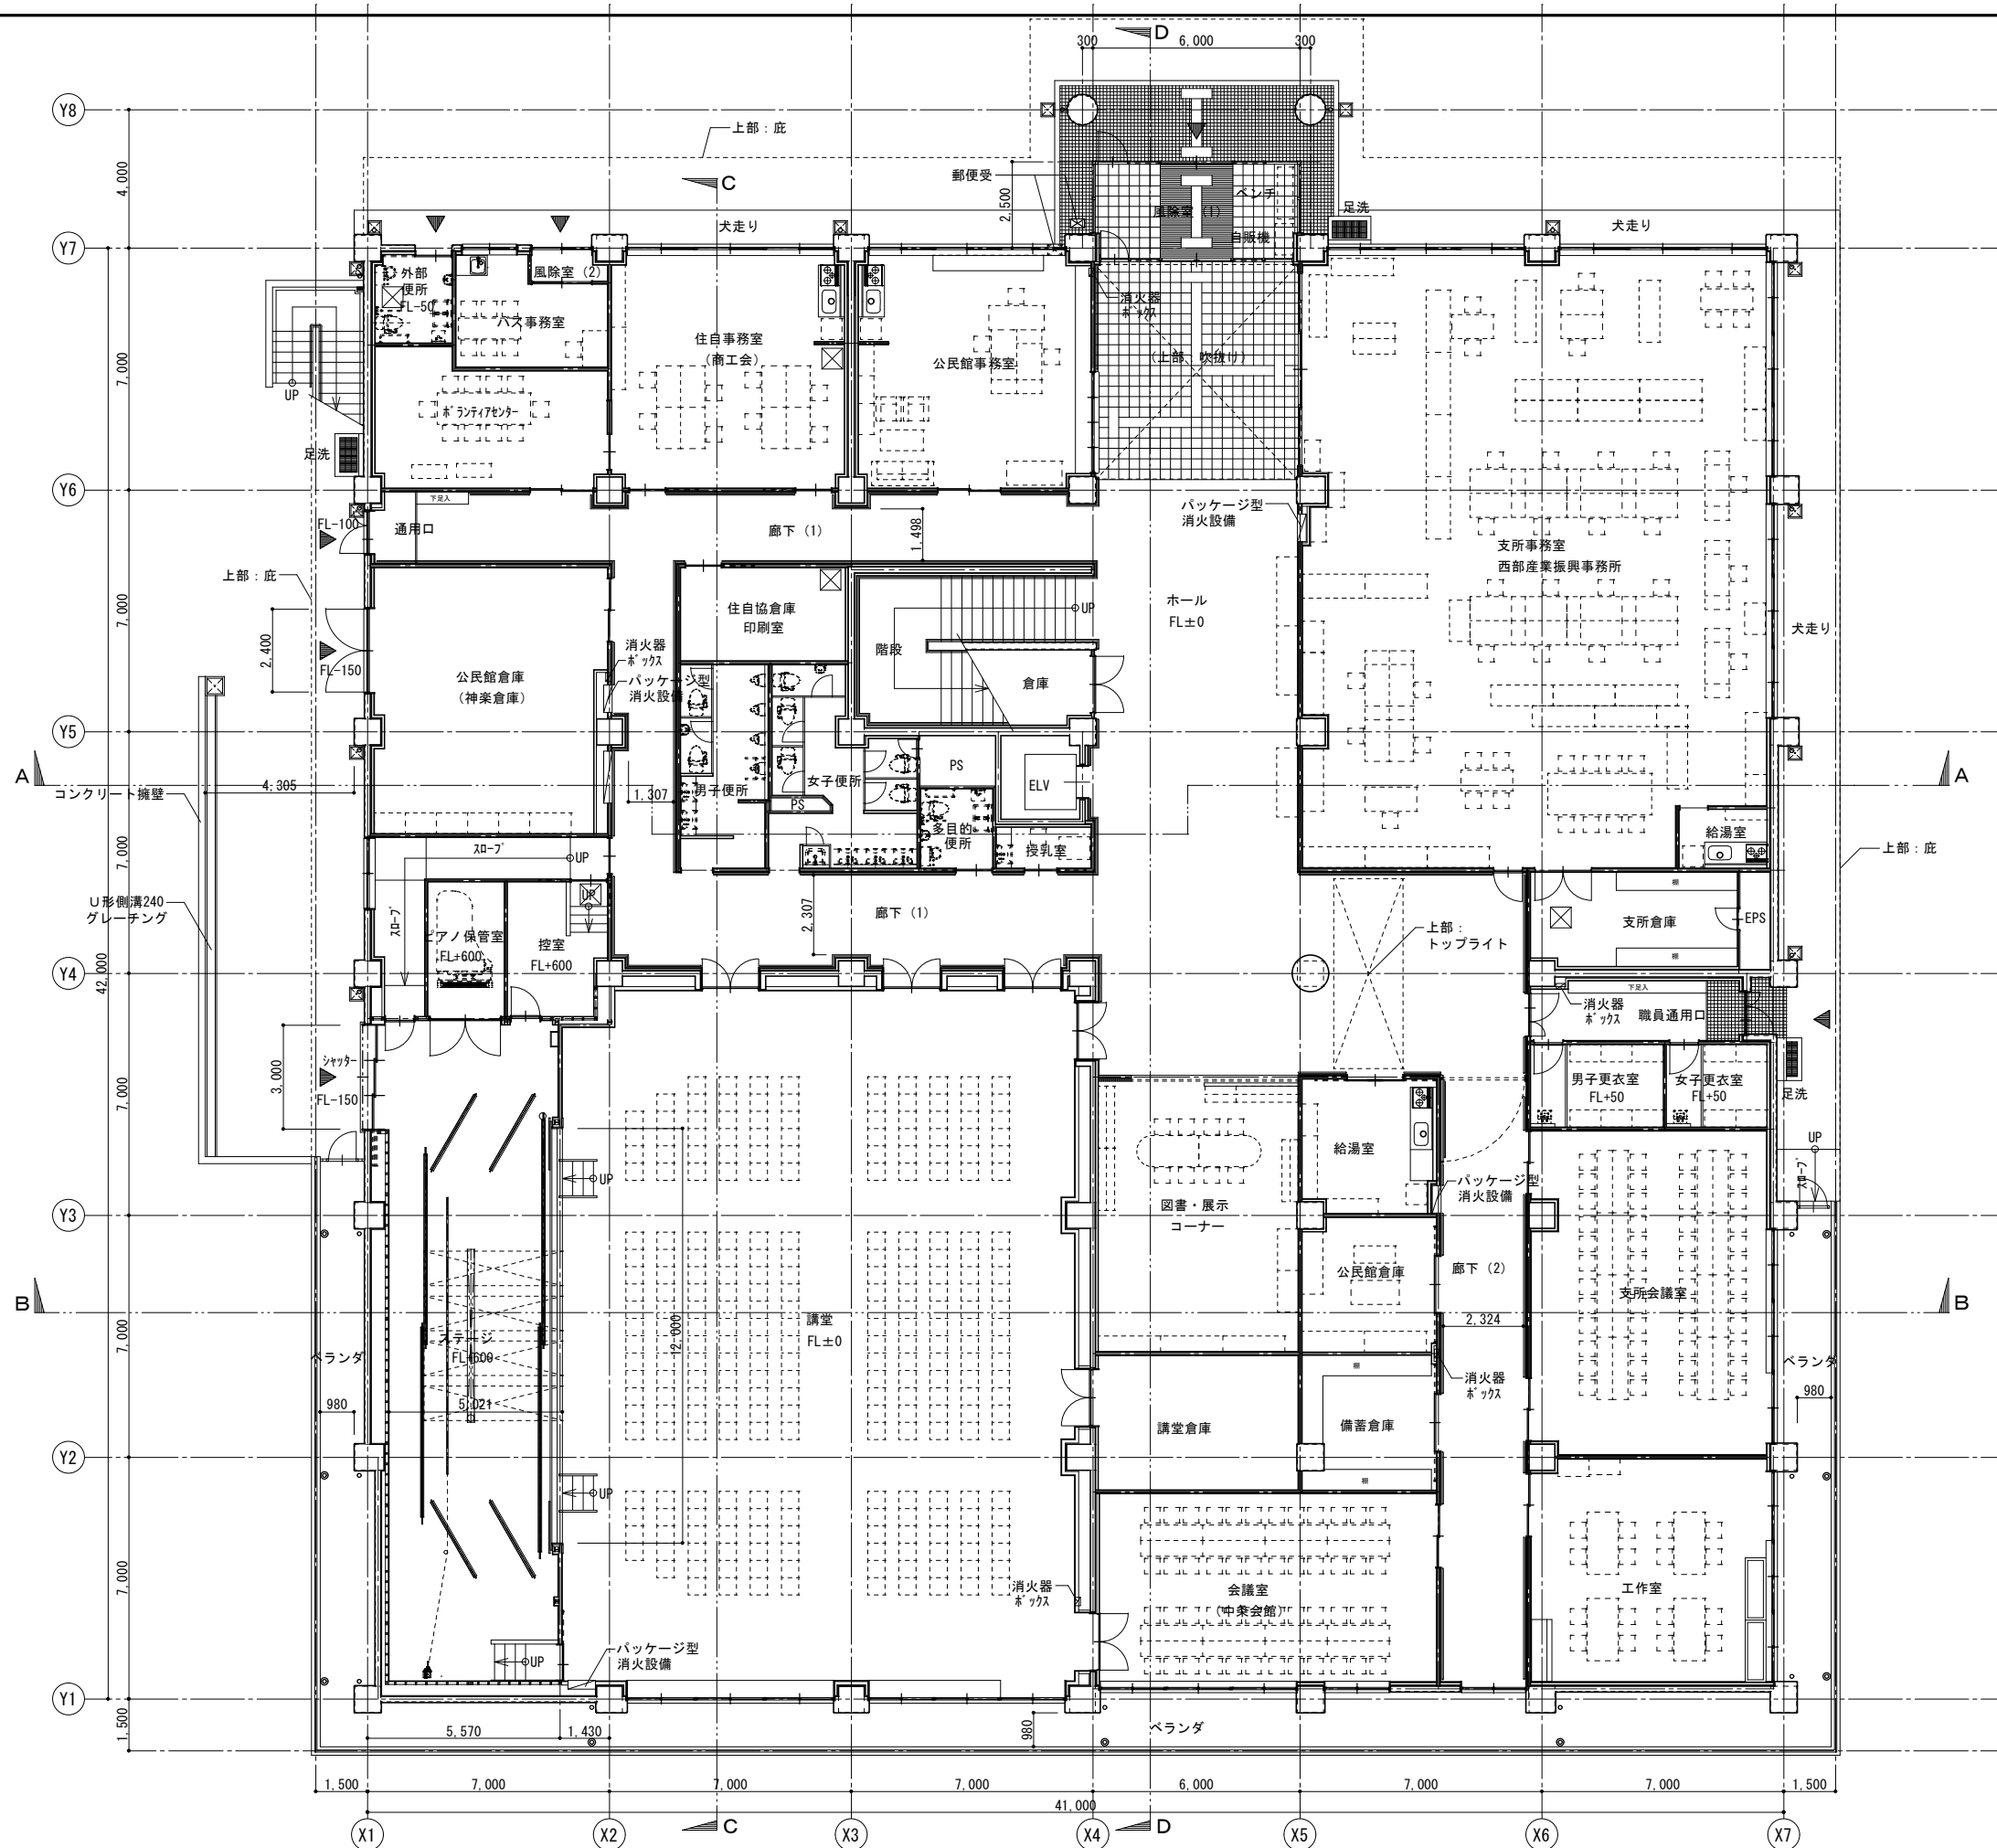 D
300
6,000
300
Y8
上部：庇
4,000
C
郵便受
2,500
ベンチ
風除室（1）
自販機
足洗
犬走り
犬走り
Y7
外部
便所
FL-50
風除室（2）
バス事務室
住自事務室
（商工会）
公民館事務室
消火器
ボックス
（上部：吹抜け）
7,000
UP
ボランティアセンター
足洗
Y6
下足入
FL-100
通用口
廊下（1）
1,498
パッケージ型
消火設備
支所事務室
西部産業振興事務所
上部：庇
住自協倉庫
印刷室
UP
ホール
FL±0
7,000
2,400
FL-150
公民館倉庫
（神楽倉庫）
消火器
ボックス
パッケージ型
消火設備
階段
倉庫
犬走り
Y5
A
A
コンクリート擁壁
4,305
1,307
男子便所
女子便所
PS
PS
ELV
多目的
便所
授乳室
給湯室
7,000
スロープ
UP
上部：庇
U形側溝240
グレーチング
スロープ
UP
ピアノ保管室
FL+600
控室
FL+600
2,307
廊下（1）
上部：
トップライト
支所倉庫
棚
棚
EPS
Y4
42,000
下足入
消火器
ボックス
職員通用口
3,000
シャッター
FL-150
7,000
男子更衣室
FL+50
女子更衣室
FL+50
足洗
UP
スロープ
UP
給湯室
パッケージ型
消火設備
Y3
図書・展示
コーナー
公民館倉庫
廊下（2）
支所会議室
B
B
7,000
ベランダ
ステージ
FL+600
12,000
講堂
FL±0
2,324
ベランダ
棚
消火器
ボックス
980
5,021
980
講堂倉庫
備蓄倉庫
Y2
UP
棚
7,000
消火器
ボックス
会議室
（中条会館）
工作室
UP
パッケージ型
消火設備
Y1
1,500
5,570
1,430
980
ベランダ
1,500
7,000
7,000
7,000
6,000
7,000
7,000
1,500
41,000
X1
X2
C
X3
X4
D
X5
X6
X7